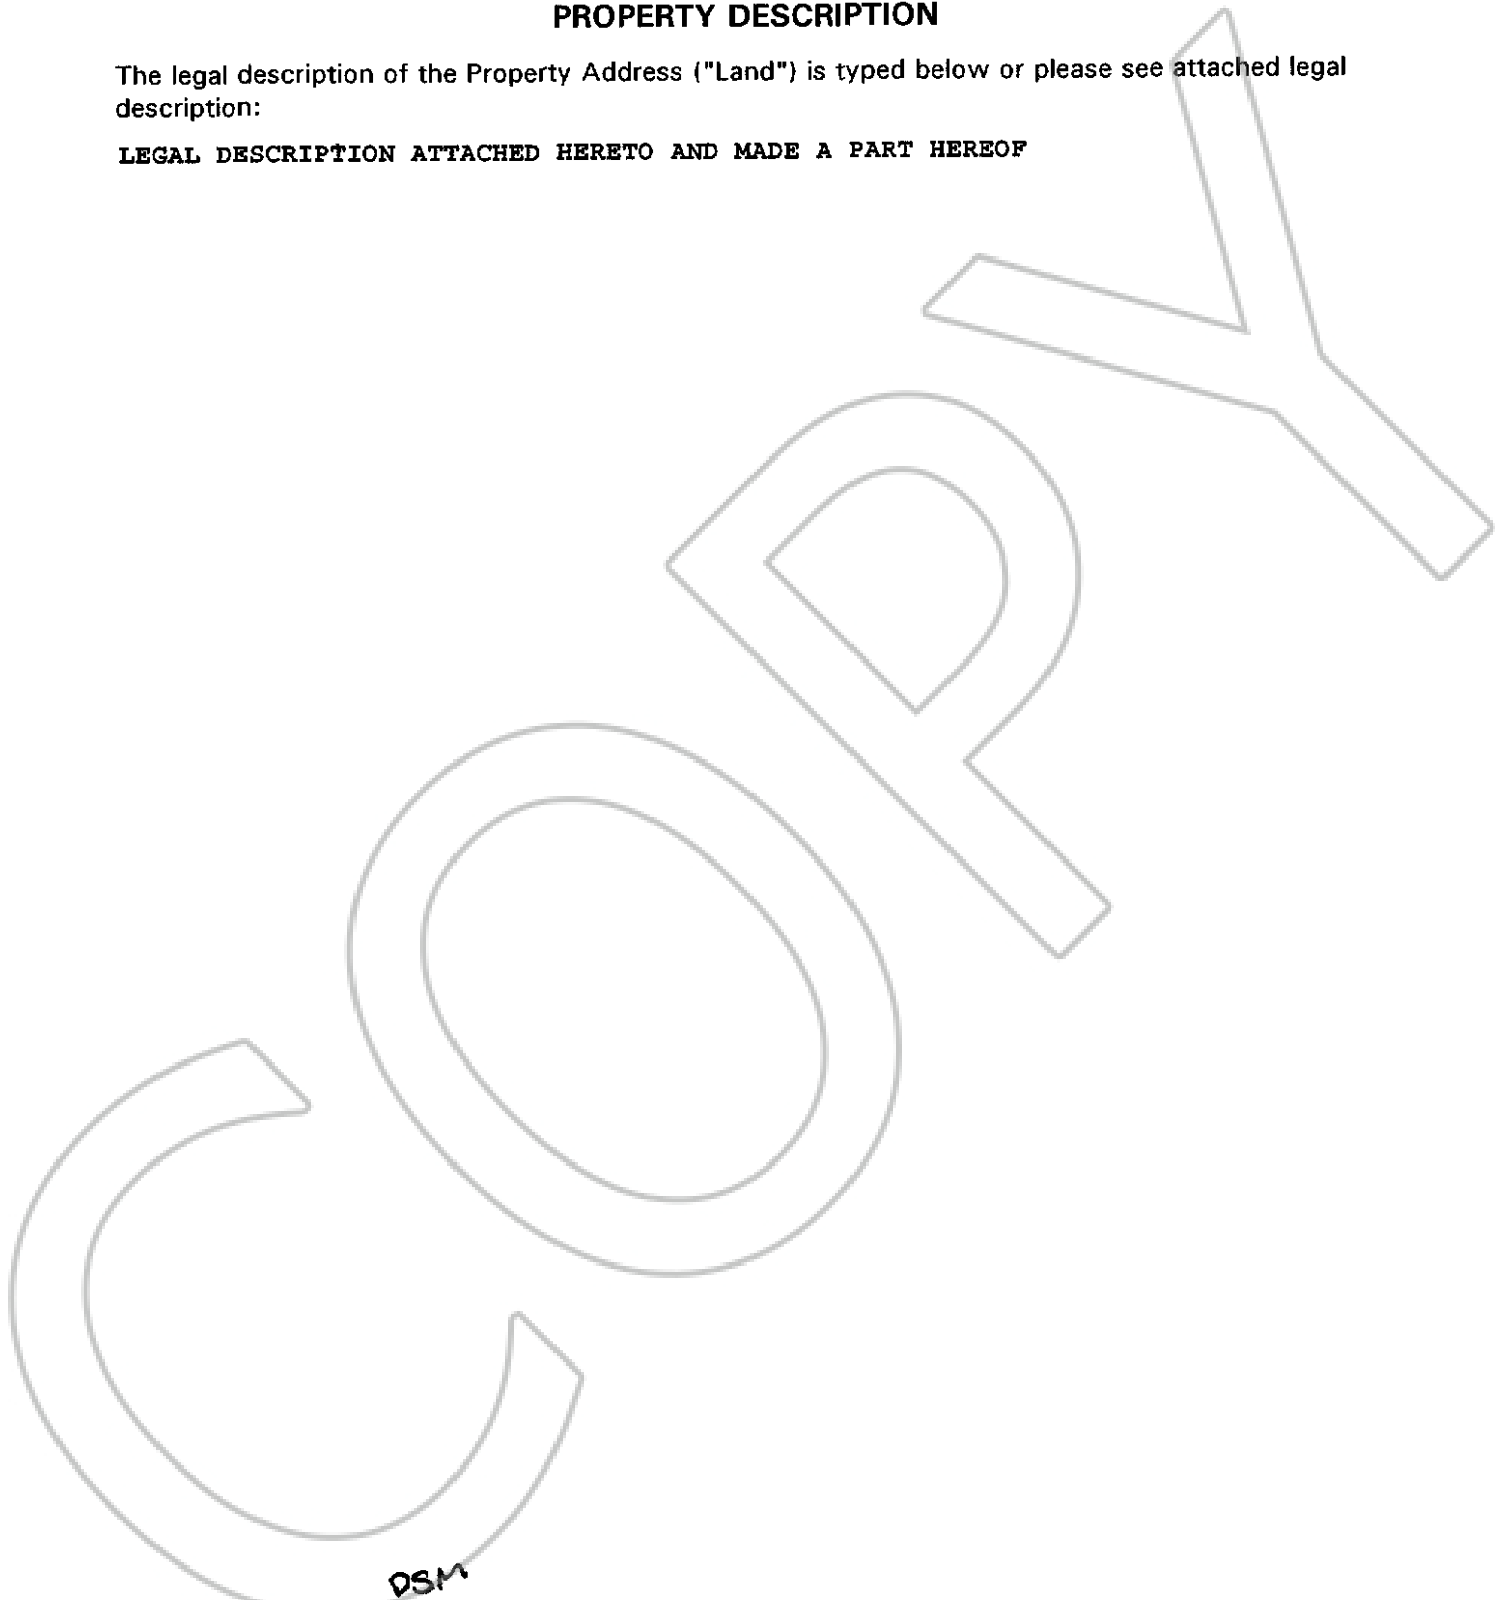 PROPERTY DESCRIPTION
The legal description of the Property Address ("Land") is typed below or please see attached legal
description:
LEGAL DESCRIPTION ATTACHED HERETO AND MADE A PART HEREOF
COPY
DSM